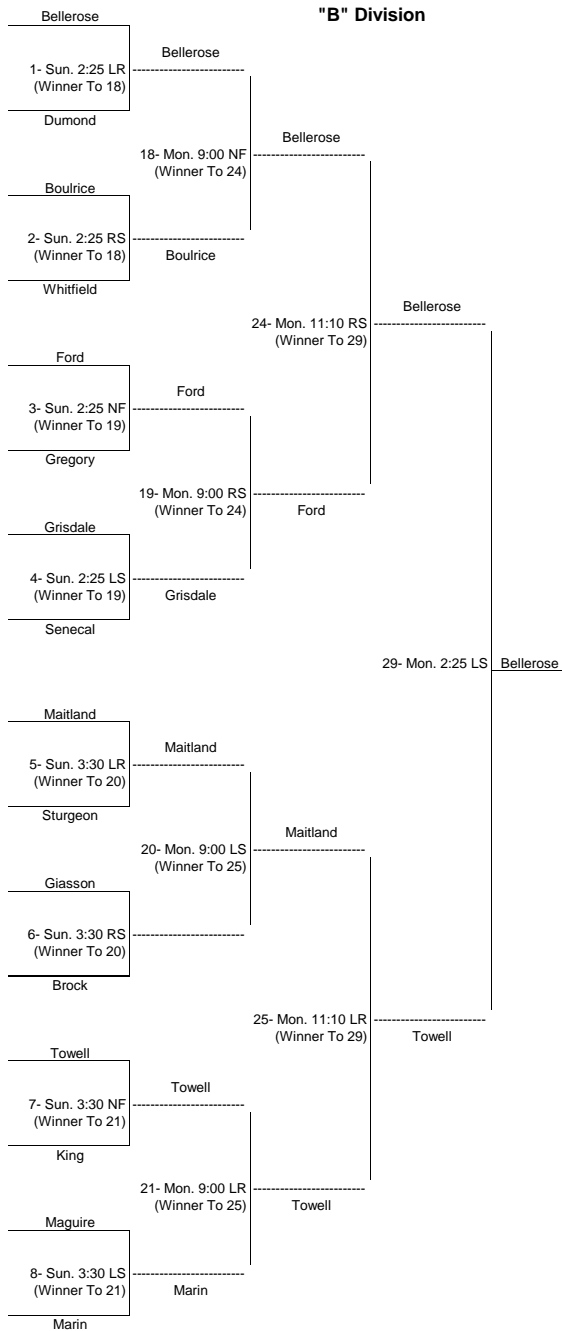 "B" Division
Bellerose
Bellerose
1- Sun. 2:25 LR
(Winner To 18)
Dumond
Bellerose
18- Mon. 9:00 NF
(Winner To 24)
Boulrice
2- Sun. 2:25 RS
(Winner To 18)
Boulrice
Whitfield
Bellerose
24- Mon. 11:10 RS
(Winner To 29)
Ford
Ford
3- Sun. 2:25 NF
(Winner To 19)
Gregory
19- Mon. 9:00 RS
(Winner To 24)
Ford
Grisdale
4- Sun. 2:25 LS
(Winner To 19)
Grisdale
Senecal
29- Mon. 2:25 LS
Bellerose
Maitland
Maitland
5- Sun. 3:30 LR
(Winner To 20)
Sturgeon
Maitland
20- Mon. 9:00 LS
(Winner To 25)
Giasson
6- Sun. 3:30 RS
(Winner To 20)
Brock
25- Mon. 11:10 LR
(Winner To 29)
Towell
Towell
Towell
7- Sun. 3:30 NF
(Winner To 21)
King
21- Mon. 9:00 LR
(Winner To 25)
Towell
Maguire
8- Sun. 3:30 LS
(Winner To 21)
Marin
Marin